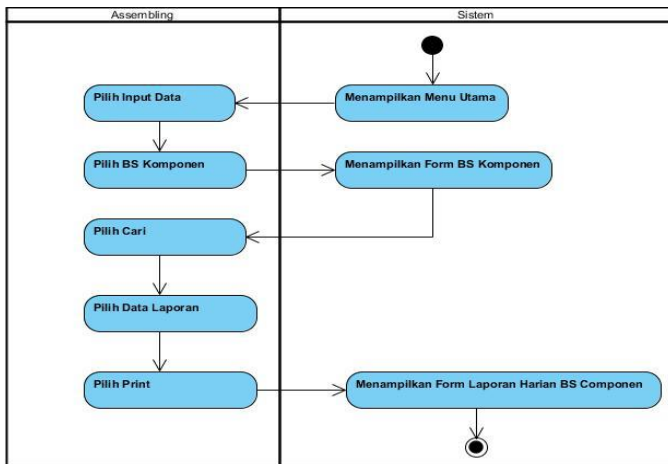 Assembling
Sistem
Menampilkan Menu Utama
Pilih Input Data
Pilih BS Komponen
Menampilkan Form BS Komponen
Pilih Cari
Pilih Data Laporan
Pilih Print
Menampilkan Form Laporan Harian BS Componen